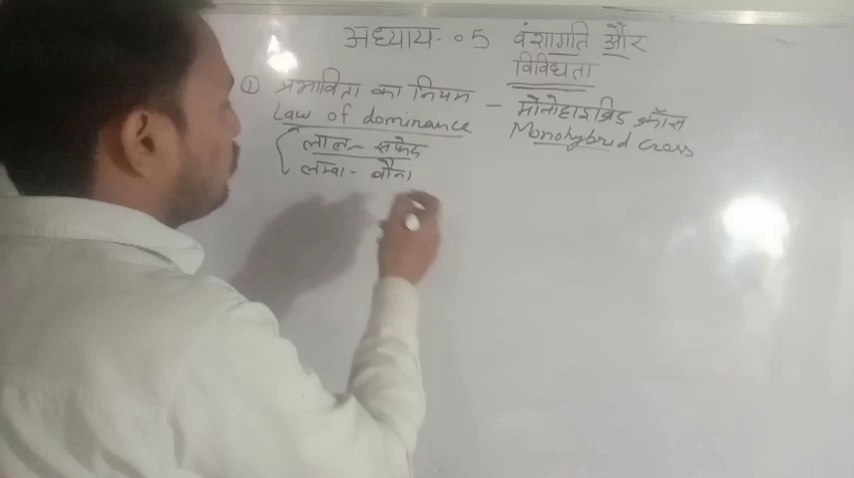 अध्याय - 05 वंशागति और
विविधता
① प्रभाविता का नियम - मोनोहाइब्रिड क्रॉस
Law of dominance Monohybrid Cross
लाल - सफेद
लम्बा - बौना